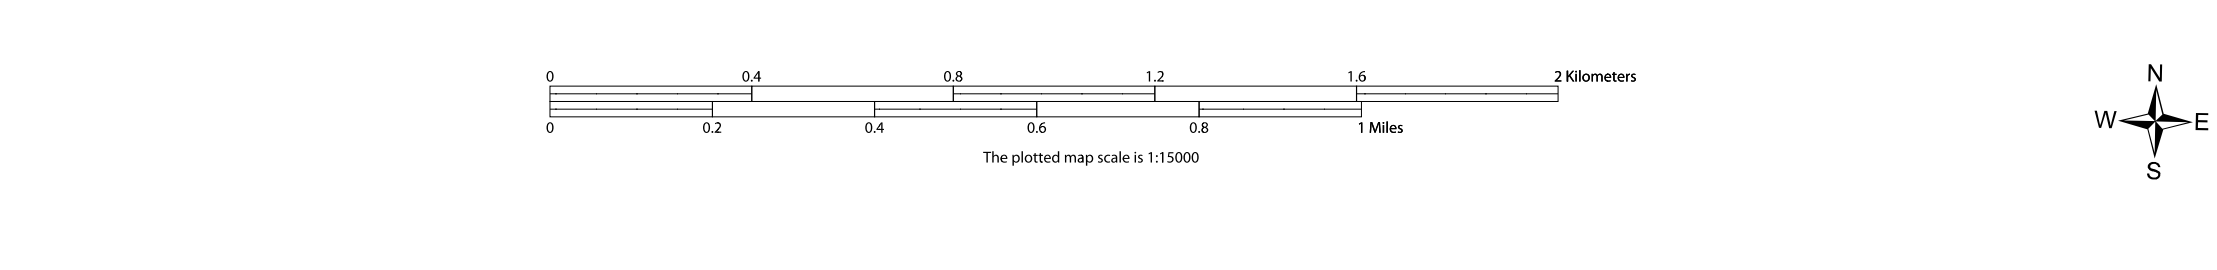 0 0.4 0.8 1.2 1.6 2 Kilometers
0 0.2 0.4 0.6 0.8 1 Miles
The plotted map scale is 1:15000
N
W E
S